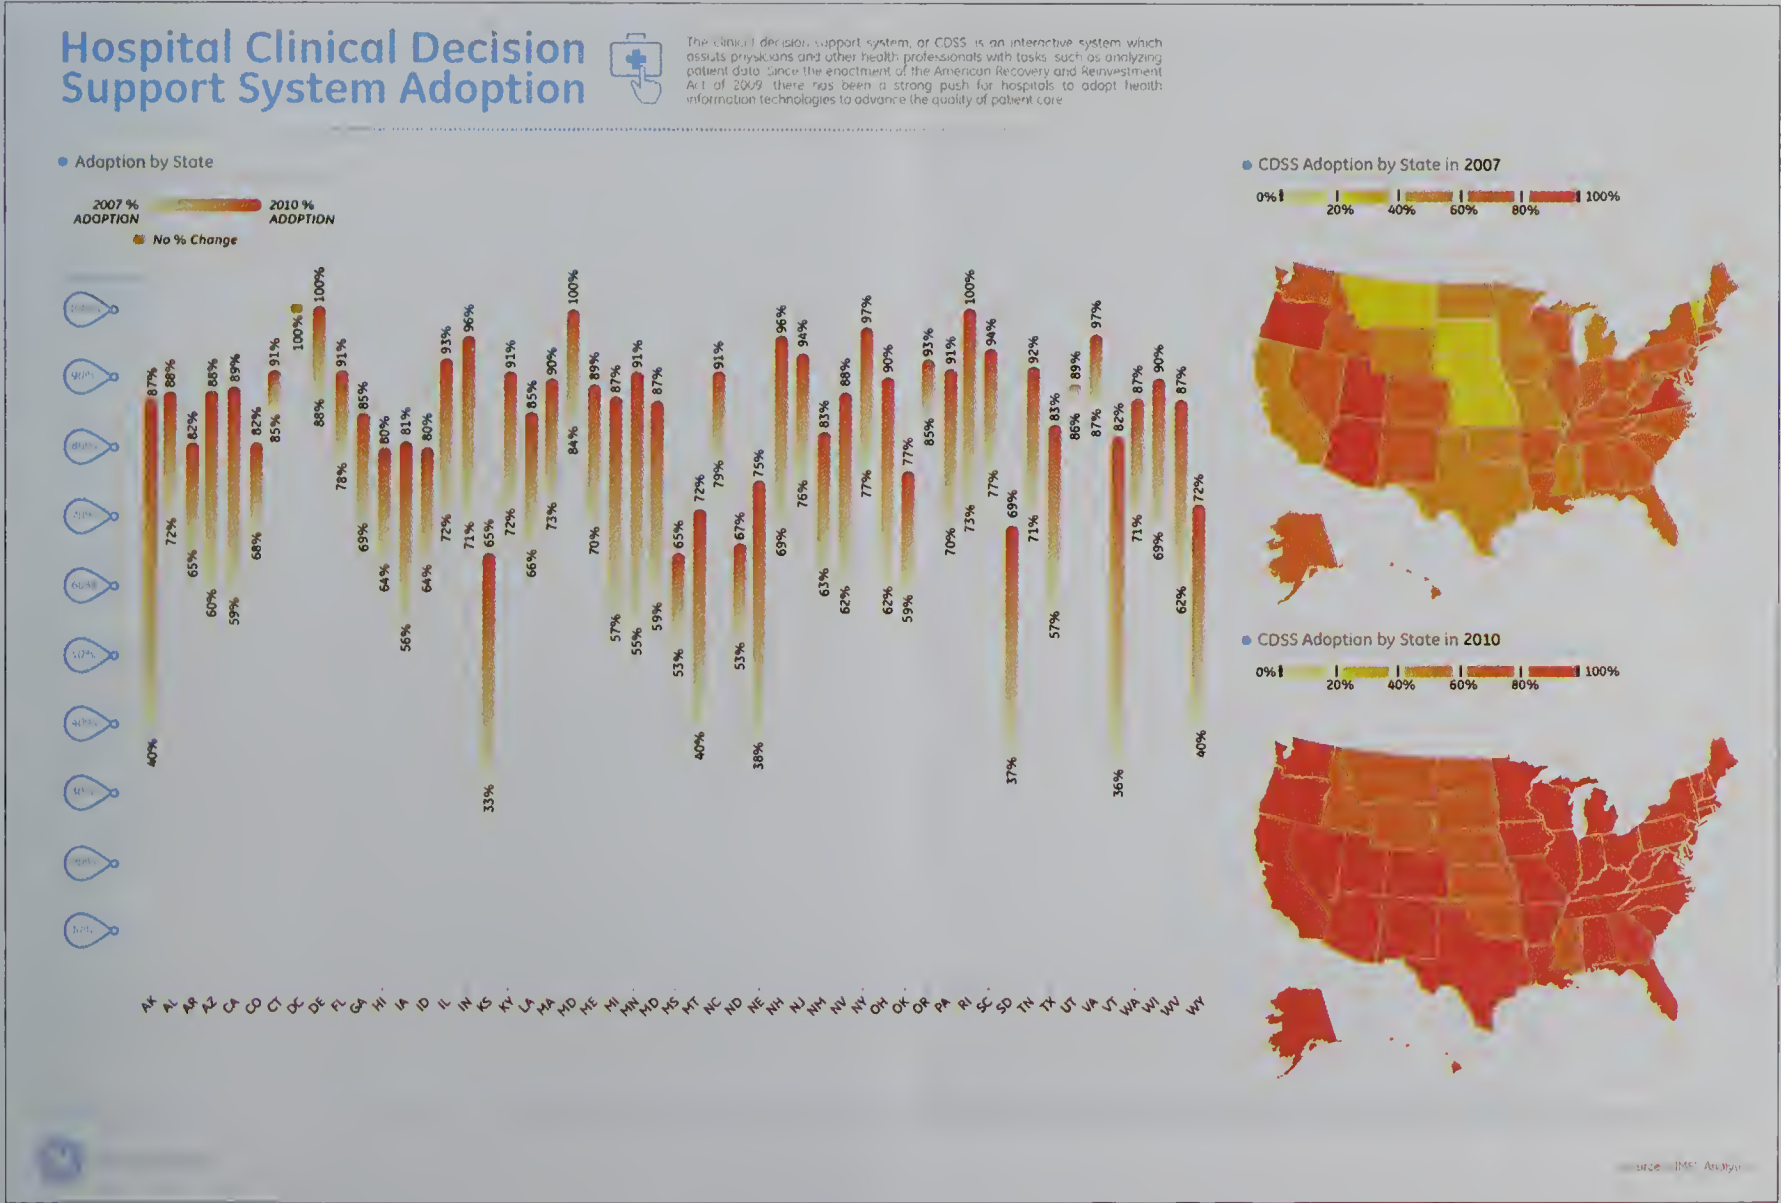 Hospital Clinical Decision
Support System Adoption
The clinical decision support system, or CDSS is an interactive system which
assists physicians and other health professionals with tasks such as analyzing
patient data Since the enactment of the American Recovery and Reinvestment
Act of 2009 there has been a strong push for hospitals to adopt health
information technologies to advance the quality of patient care
Adoption by State
2007 % 2010 %
ADOPTION ADOPTION
No % Change
90%
80%
70%
60%
50%
40%
87% 88% 82% 88% 89% 82% 91% 100% 100% 91% 85% 80% 81% 80% 93% 96% 65% 91% 85% 90% 100% 89% 87% 91% 87% 65% 72% 91% 67% 75% 96% 94% 83% 88% 97% 90% 77% 93% 91% 100% 94% 69% 92% 83% 89% 97% 82% 87% 90% 87% 72%
40% 72% 65% 60% 59% 68% 85% 88% 78% 69% 64% 56% 64% 72% 71% 33% 72% 66% 73% 84% 70% 57% 55% 59% 53% 40% 79% 53% 38% 69% 76% 63% 62% 77% 62% 59% 85% 70% 73% 77% 37% 71% 57% 86% 87% 36% 71% 69% 62% 40%
AK AL AR AZ CA CO CT DC DE FL GA HI IA ID IL IN KS KY LA MA MD ME MI MN MD MS MT NC ND NE NH NJ NM NV NY OH OK OR PA RI SC SD TN TX UT VA VT WA WI WV WY
CDSS Adoption by State in 2007
0% 100%
20% 40% 60% 80%
CDSS Adoption by State in 2010
0% 100%
20% 40% 60% 80%
Analysis